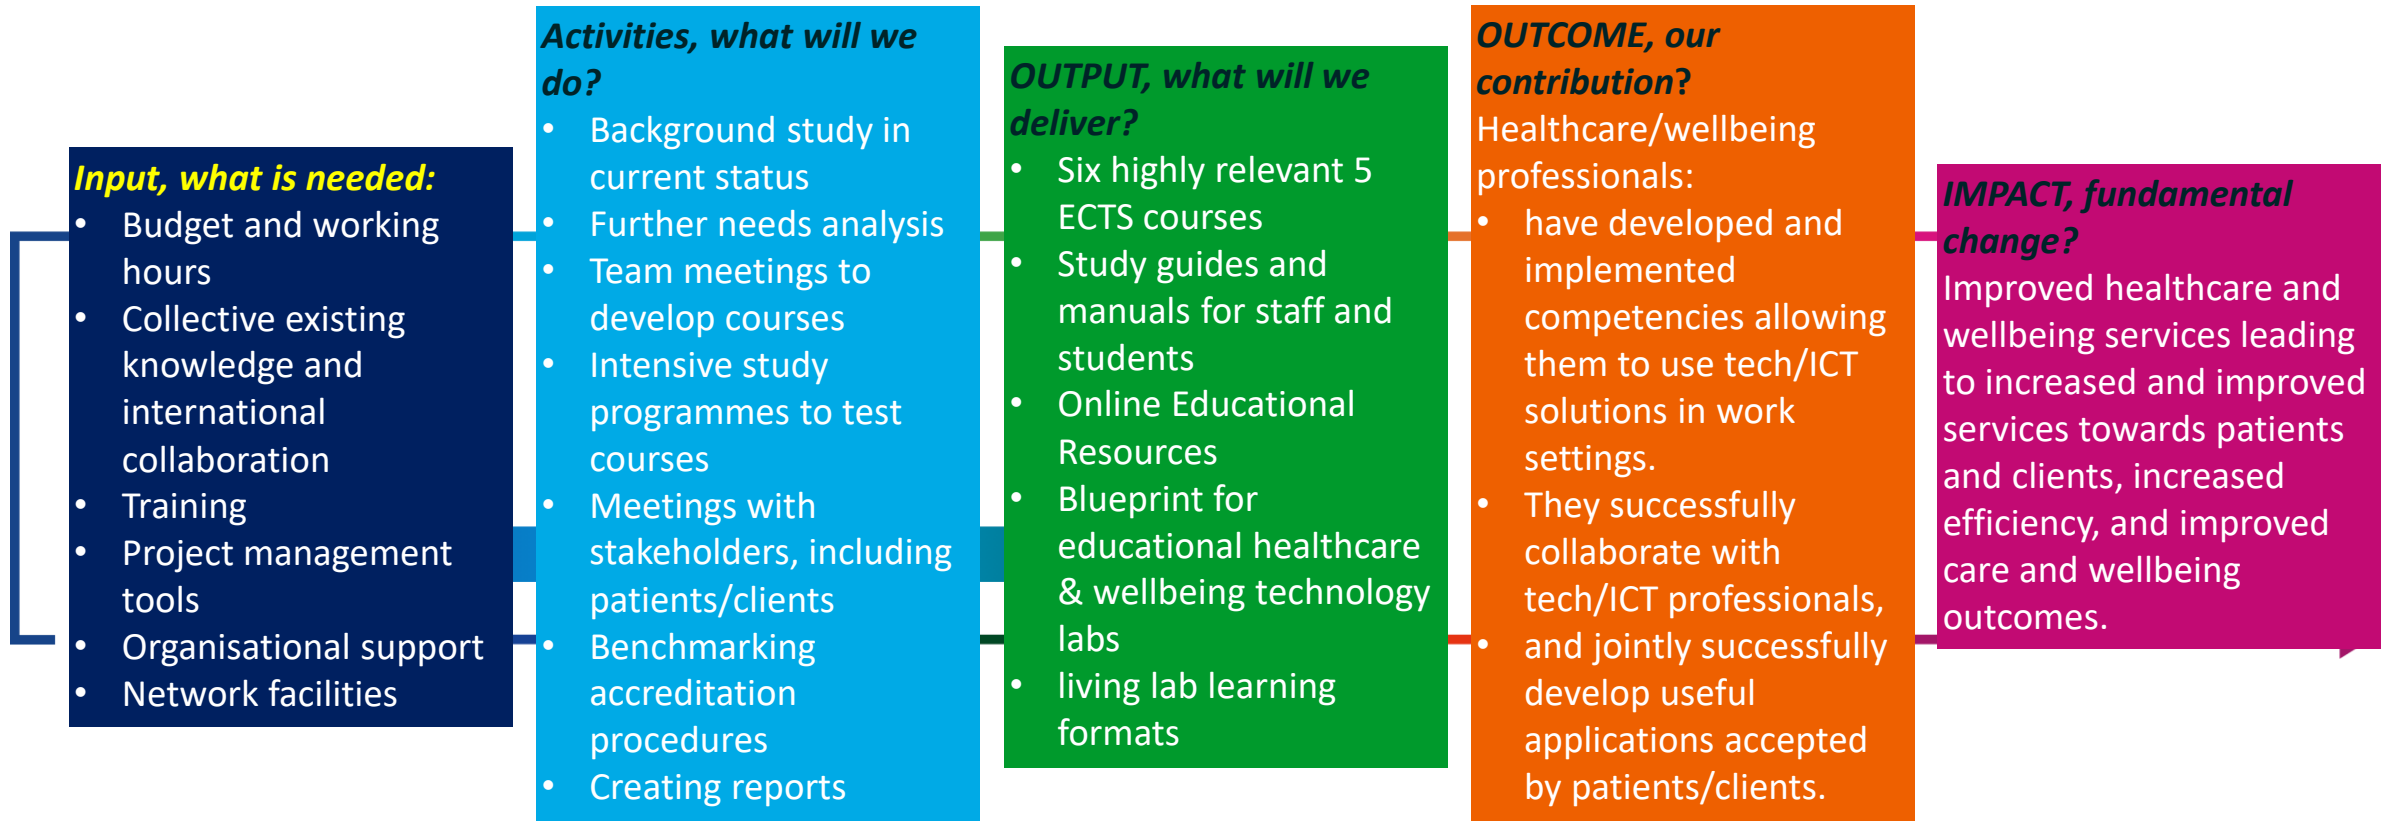 Input, what is needed:
• Budget and working
hours
• Collective existing
knowledge and
international
collaboration
• Training
• Project management
tools
• Organisational support
• Network facilities
Activities, what will we
do?
• Background study in
current status
• Further needs analysis
• Team meetings to
develop courses
• Intensive study
programmes to test
courses
• Meetings with
stakeholders, including
patients/clients
• Benchmarking
accreditation
procedures
• Creating reports
OUTPUT, what will we
deliver?
• Six highly relevant 5
ECTS courses
• Study guides and
manuals for staff and
students
• Online Educational
Resources
• Blueprint for
educational healthcare
& wellbeing technology
labs
• living lab learning
formats
OUTCOME, our
contribution?
Healthcare/wellbeing
professionals:
• have developed and
implemented
competencies allowing
them to use tech/ICT
solutions in work
settings.
• They successfully
collaborate with
tech/ICT professionals,
• and jointly successfully
develop useful
applications accepted
by patients/clients.
IMPACT, fundamental
change?
Improved healthcare and
wellbeing services leading
to increased and improved
services towards patients
and clients, increased
efficiency, and improved
care and wellbeing
outcomes.